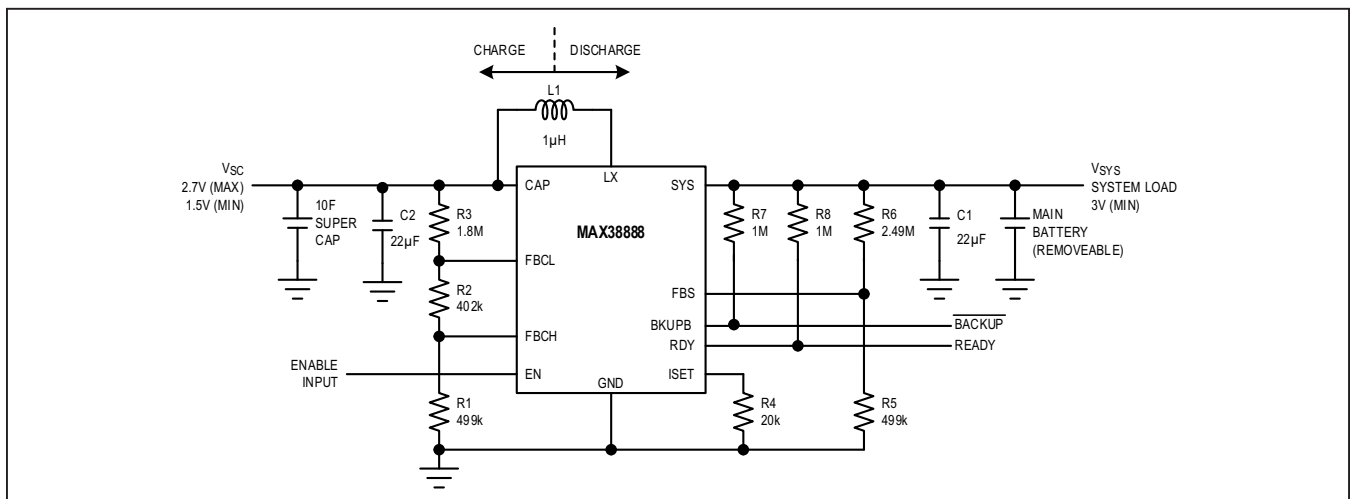 CHARGE
DISCHARGE
L1
1µH
VSC
2.7V (MAX)
1.5V (MIN)
10F
SUPER
CAP
C2
22µF
R3
1.8M
R2
402k
R1
499k
ENABLE
INPUT
CAP
LX
SYS
MAX38888
FBCL
FBCH
EN
GND
FBS
BKUPB
RDY
ISET
R7
1M
R8
1M
R6
2.49M
C1
22µF
MAIN
BATTERY
(REMOVEABLE)
VSYS
SYSTEM LOAD
3V (MIN)
BACKUP
READY
R4
20k
R5
499k